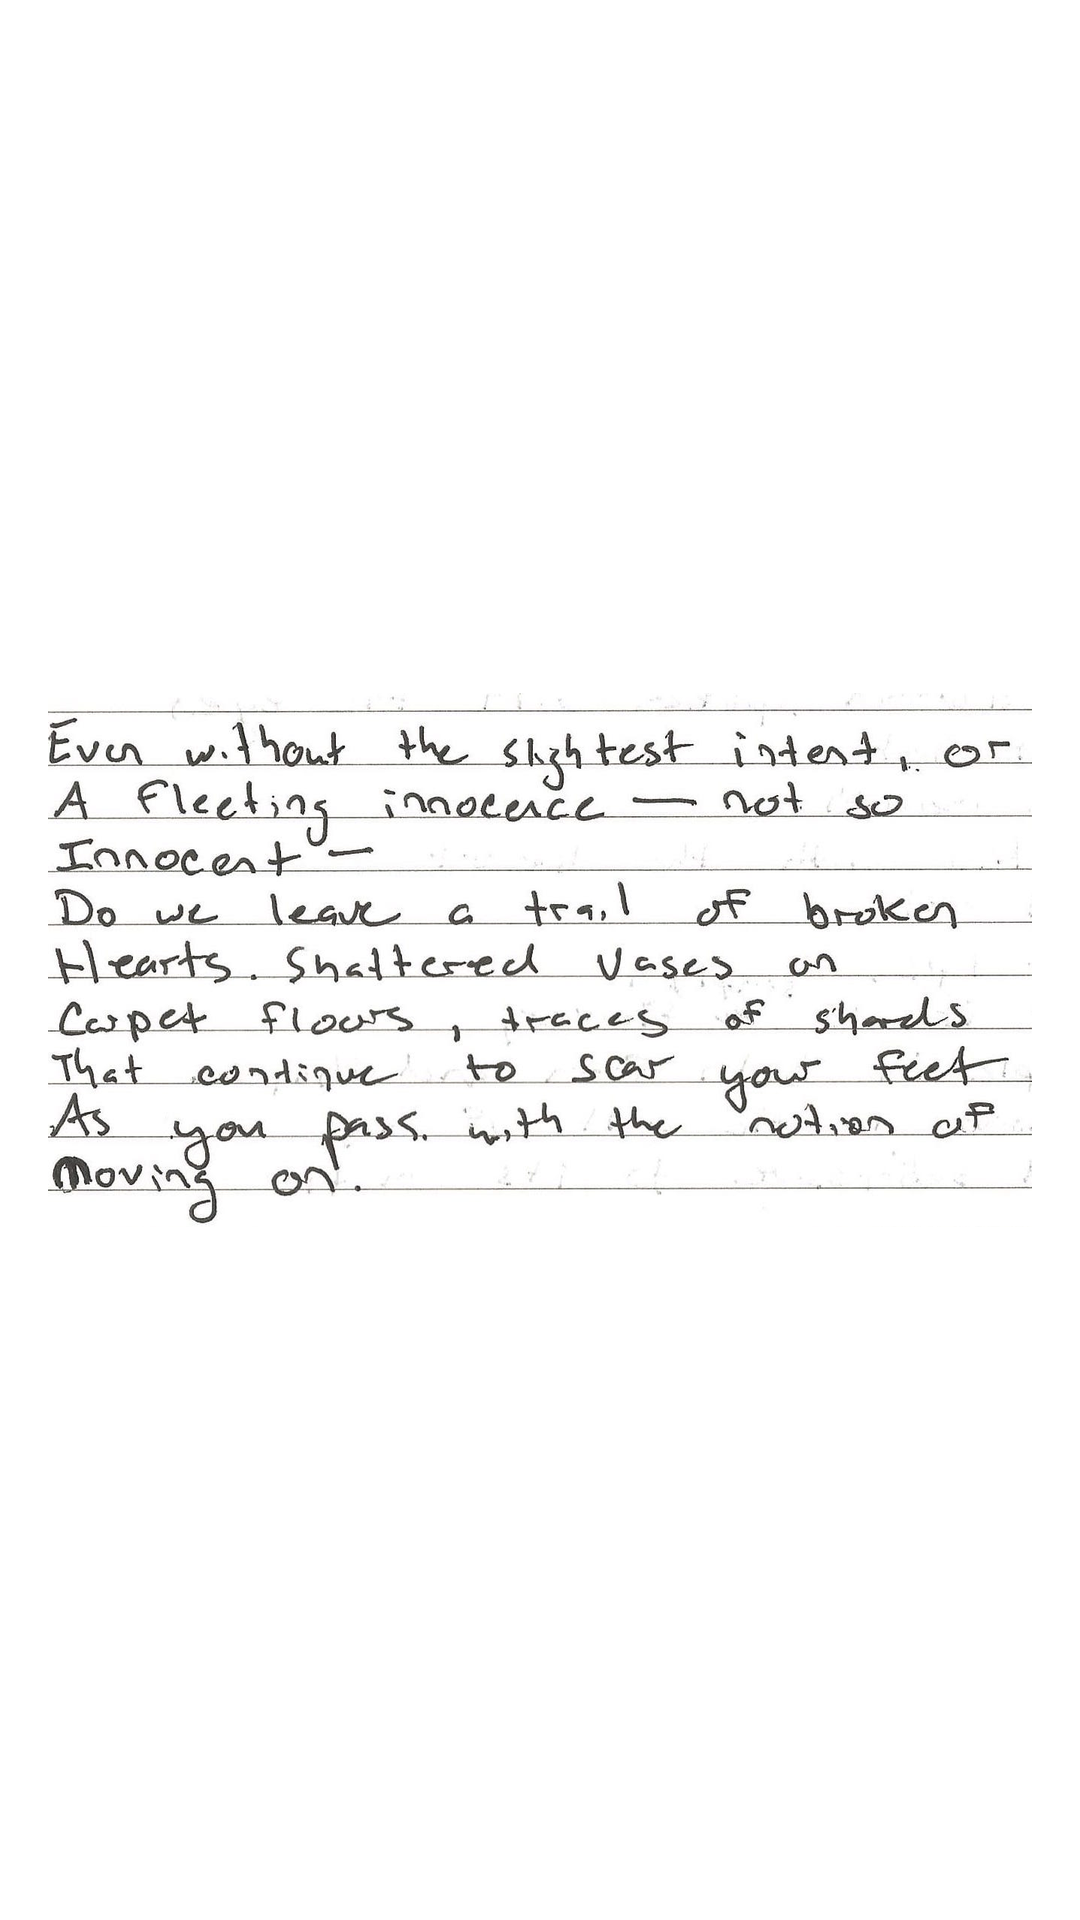 Even without the slightest intent, or
A fleeting innocence — not so
Innocent —
Do we leave a trail of broken
Hearts. Shattered vases on
Carpet floors, traces of shards
That continue to scar your feet
As you pass with the notion of
Moving on.